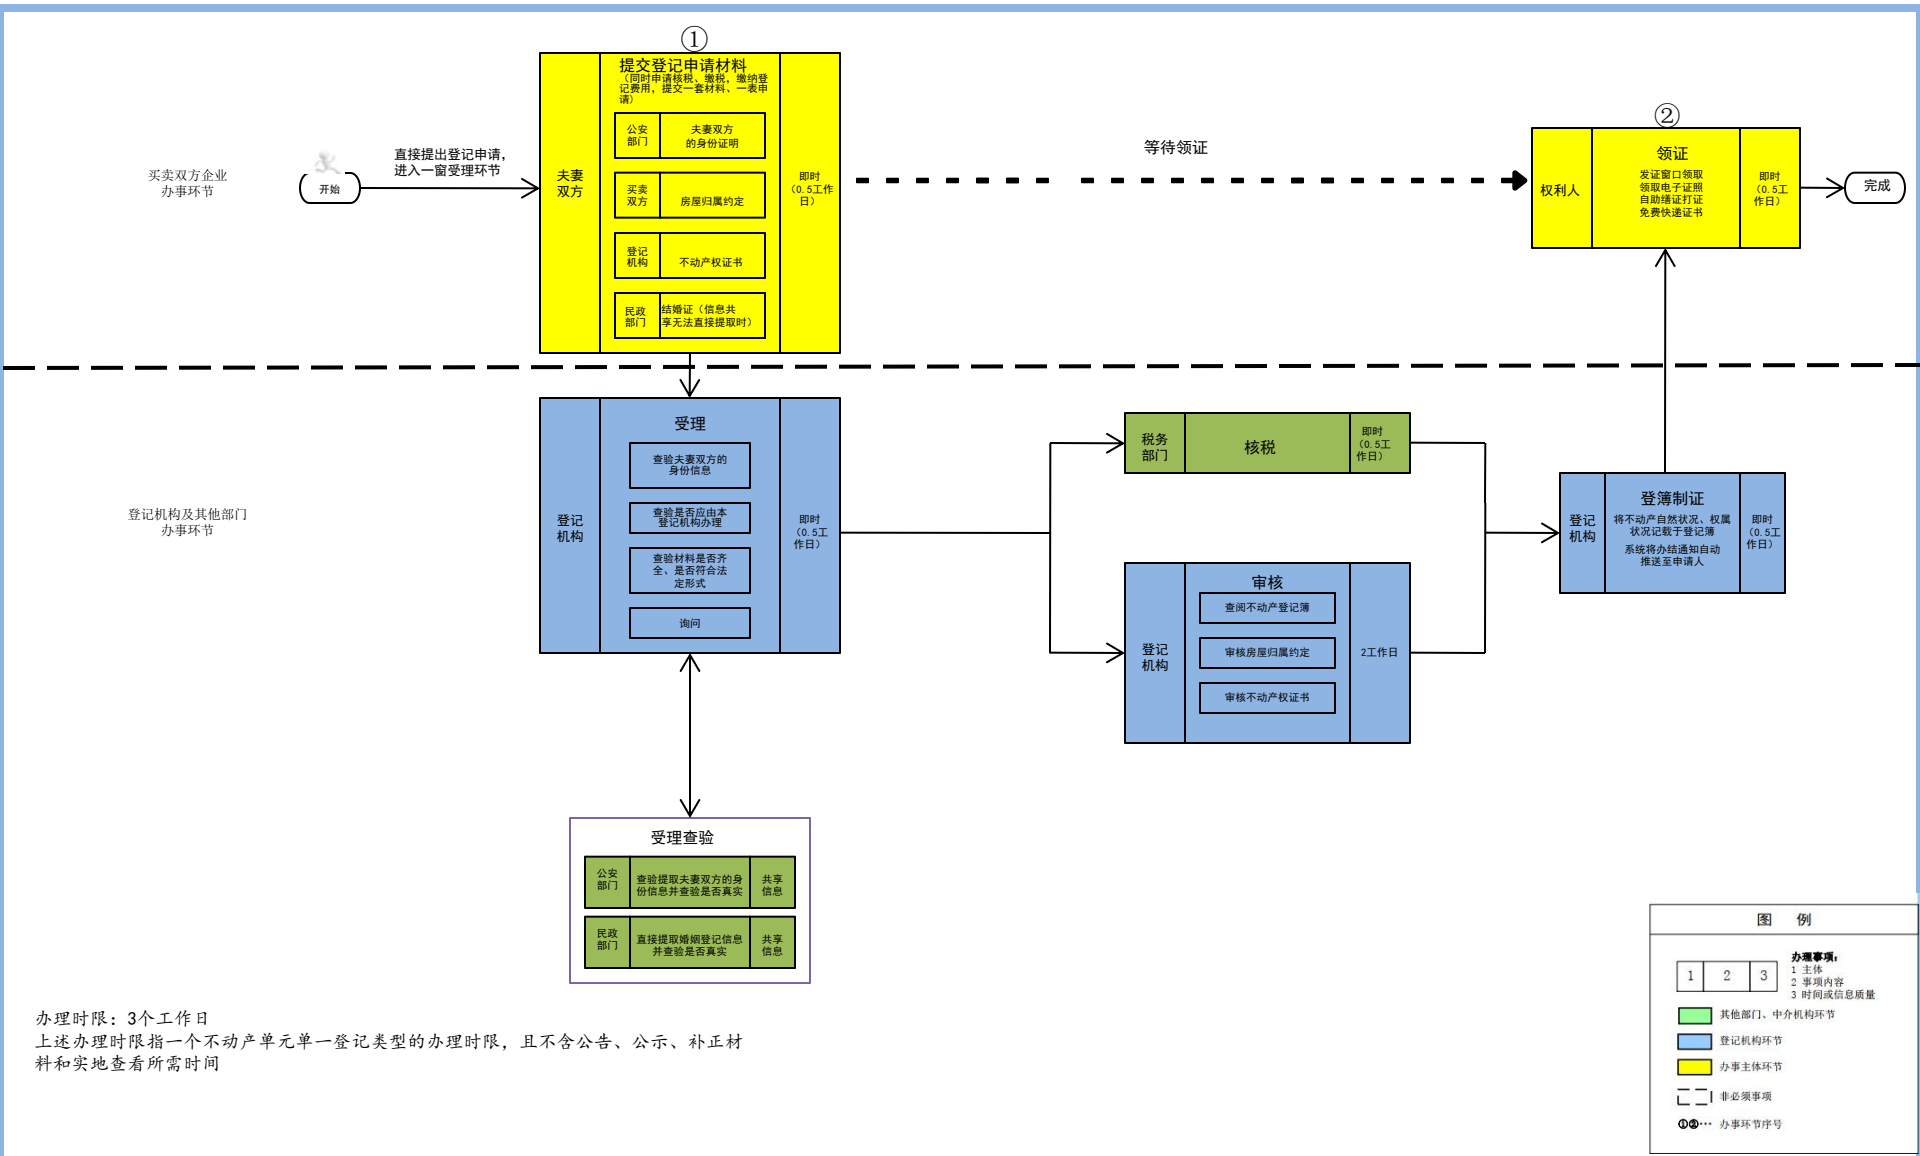 ①
提交登记申请材料
（同时申请核税、缴税，缴纳登
记费用，提交一套材料、一表申
请）
公安
部门
夫妻双方
的身份证明
买卖
双方
房屋归属约定
登记
机构
不动产权证书
民政
部门
结婚证（信息共
享无法直接提取时）
夫妻
双方
即时
（0.5工作
日）
买卖双方企业
办事环节
开始
直接提出登记申请，
进入一窗受理环节
等待领证
②
权利人
领证
发证窗口领取
领取电子证照
自助缮证打证
免费快递证书
即时
（0.5工
作日）
完成
登记机构及其他部门
办事环节
登记
机构
受理
查验夫妻双方的
身份信息
查验是否应由本
登记机构办理
查验材料是否齐
全、是否符合法
定形式
询问
即时
（0.5工
作日）
税务
部门
核税
即时
（0.5工
作日）
登记
机构
审核
查阅不动产登记簿
审核房屋归属约定
审核不动产权证书
2工作日
登记
机构
登簿制证
将不动产自然状况、权属
状况记载于登记簿
系统将办结通知自动
推送至申请人
即时
（0.5工
作日）
受理查验
公安
部门
查验提取夫妻双方的身
份信息并查验是否真实
共享
信息
民政
部门
直接提取婚姻登记信息
并查验是否真实
共享
信息
办理时限：3个工作日
上述办理时限指一个不动产单元单一登记类型的办理时限，且不含公告、公示、补正材
料和实地查看所需时间
图 例
1 2 3
办理事项：
1 主体
2 事项内容
3 时间或信息质量
其他部门、中介机构环节
登记机构环节
办事主体环节
非必须事项
①②… 办事环节序号